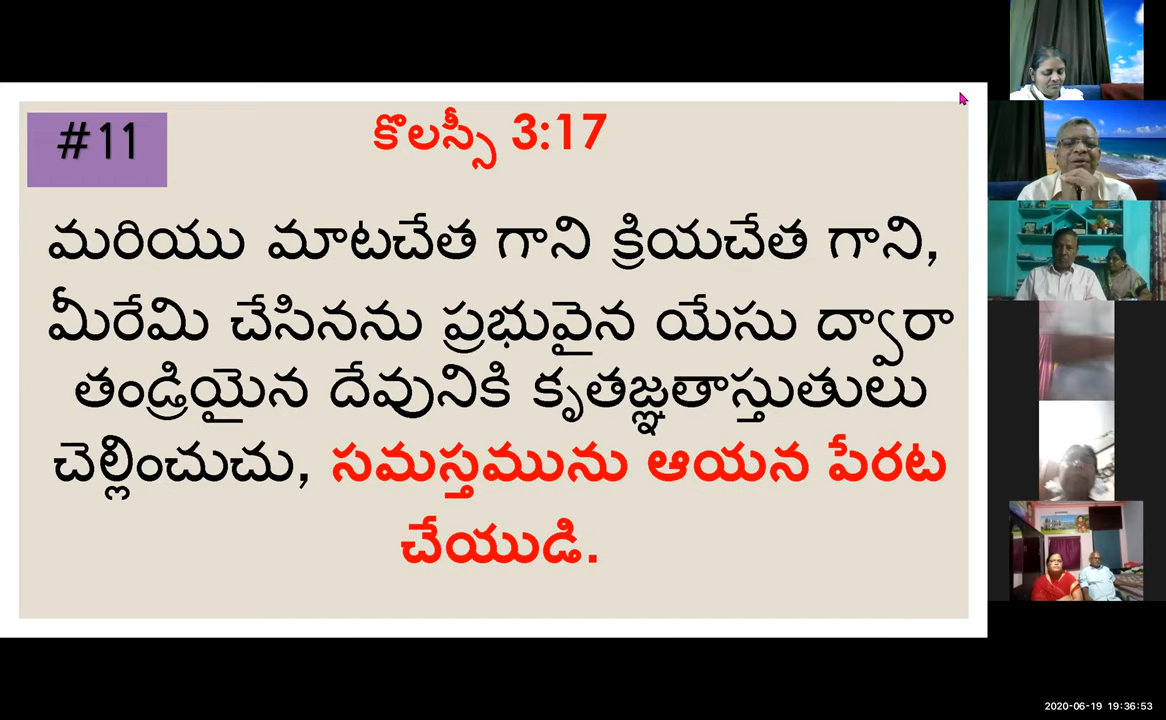 #11
కొలస్సీ 3:17
మరియు మాటచేత గాని క్రియచేత గాని,
మీరేమి చేసినను ప్రభువైన యేసు ద్వారా
తండ్రియైన దేవునికి కృతజ్ఞతాస్తుతులు
చెల్లించుచు, సమస్తమును ఆయన పేరట
చేయుడి.
2020-06-19 19:36:53